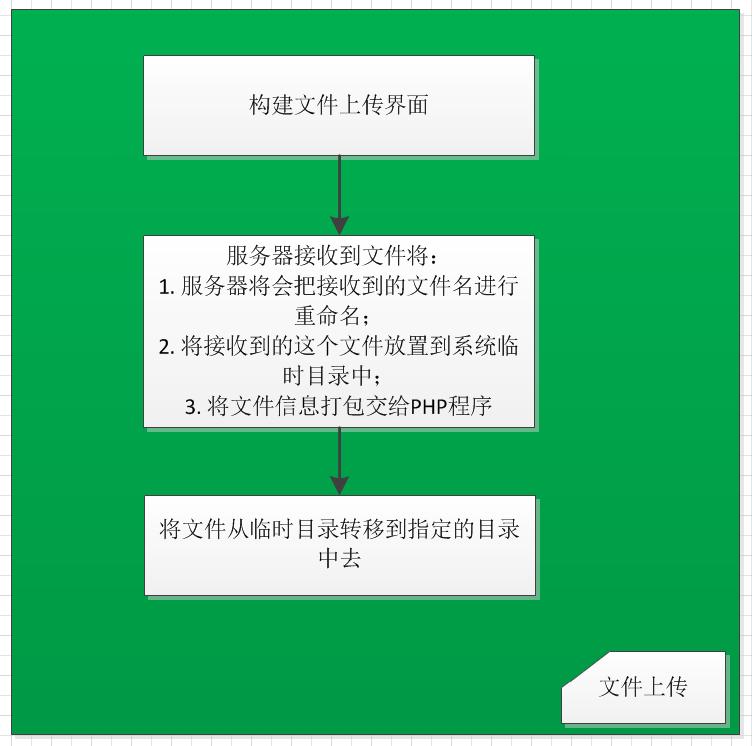 构建文件上传界面
服务器接收到文件将：
1. 服务器将会把接收到的文件名进行
重命名；
2. 将接收到的这个文件放置到系统临
时目录中；
3. 将文件信息打包交给PHP程序
将文件从临时目录转移到指定的目录
中去
文件上传